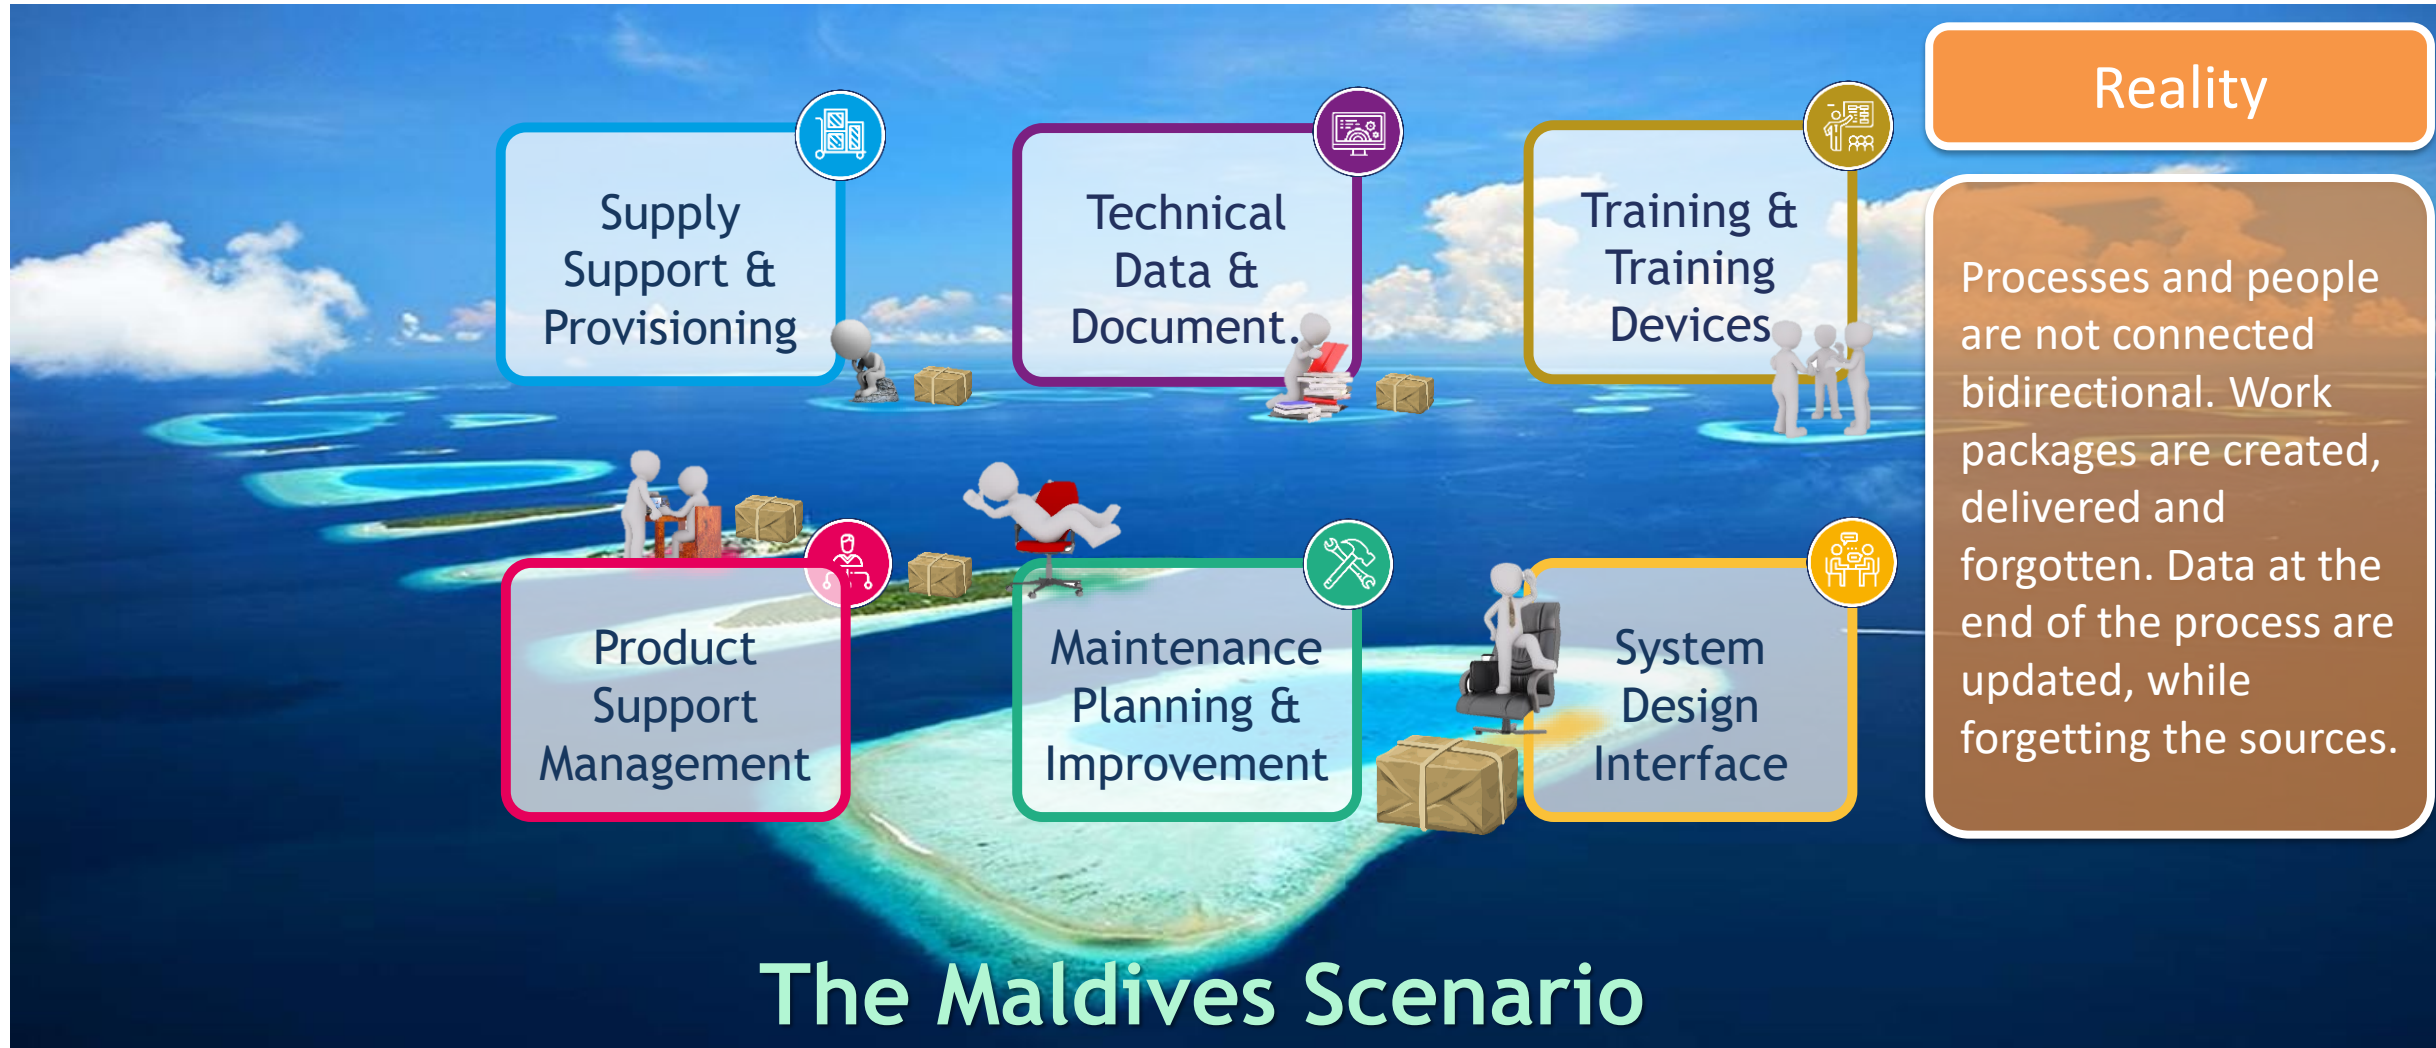 Supply
Support &
Provisioning
Technical
Data &
Document.
Training &
Training
Devices
Product
Support
Management
Maintenance
Planning &
Improvement
System
Design
Interface
Reality
Processes and people
are not connected
bidirectional. Work
packages are created,
delivered and
forgotten. Data at the
end of the process are
updated, while
forgetting the sources.
The Maldives Scenario